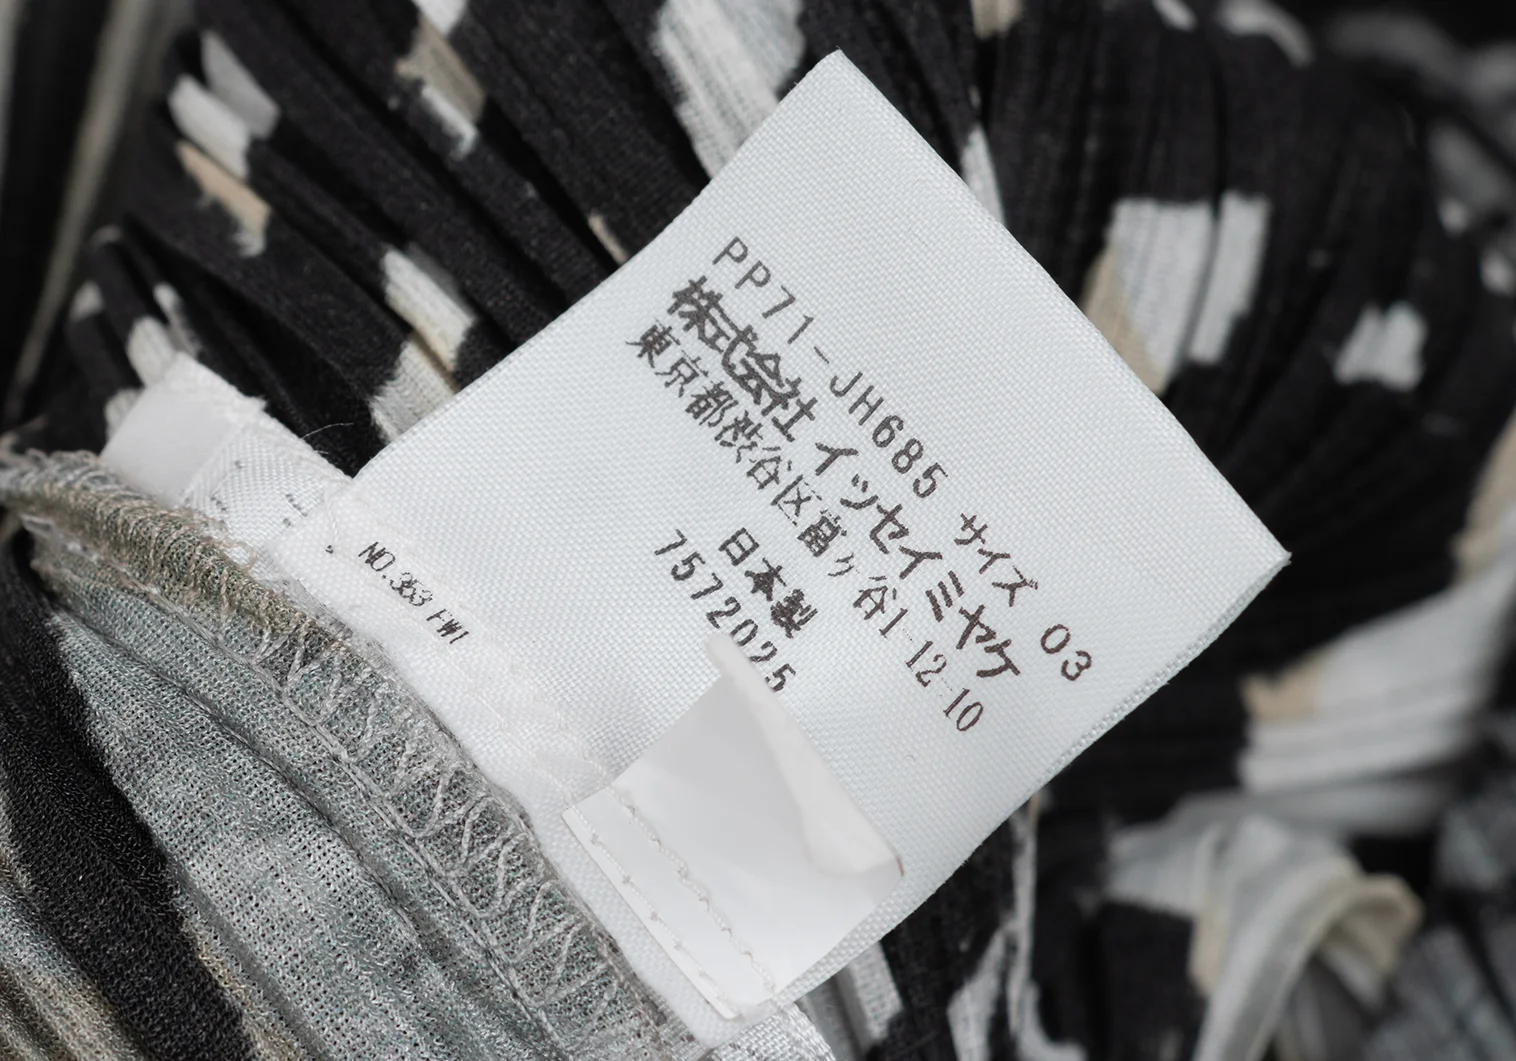 PP71-JH685 サイズ 03
株式会社 イッセイミヤケ
東京都渋谷区富ヶ谷1-12-10
日本製
7572025
NO.353 FW1